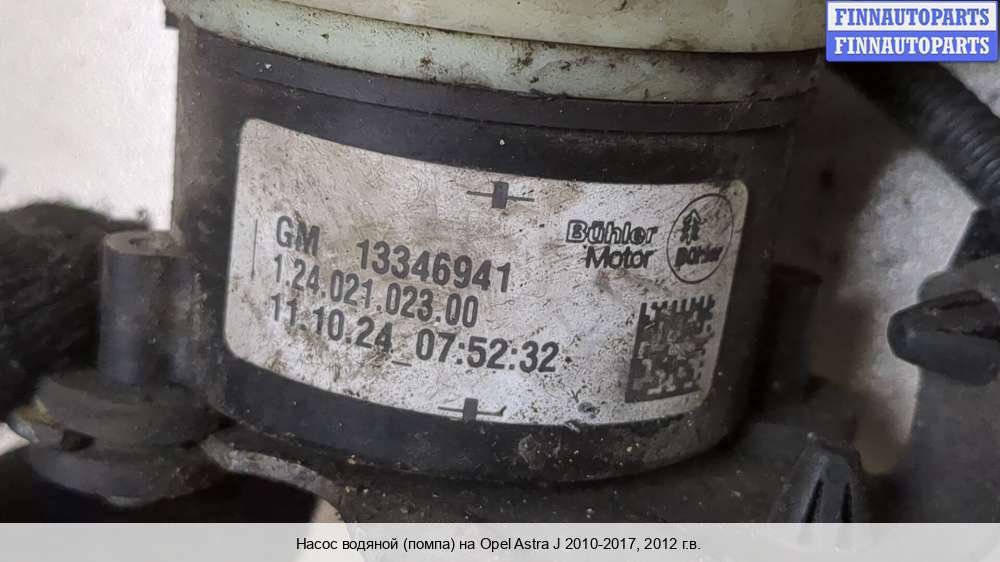 FINNAUTOPARTS
FINNAUTOPARTS
GM 13346941
1.24.021.023.00
11.10.24_07:52:32
Bühler
Motor
Bühler
Насос водяной (помпа) на Opel Astra J 2010-2017, 2012 г.в.